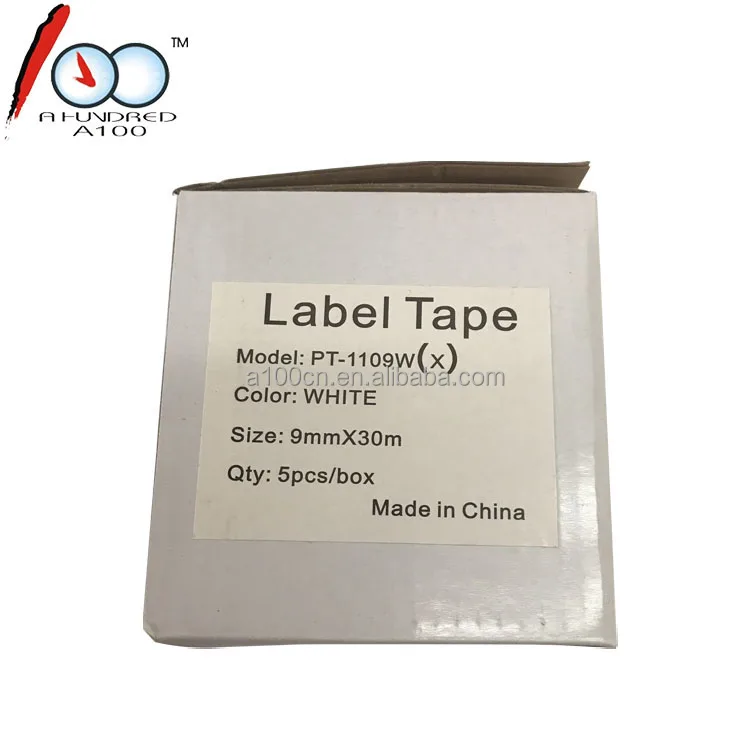 100 ™
A HUNDRED
A100
Label Tape
Model: PT-1109W(x)
a100cn.en.alibaba.com
Color: WHITE
Size: 9mmX30m
Qty: 5pcs/box
Made in China